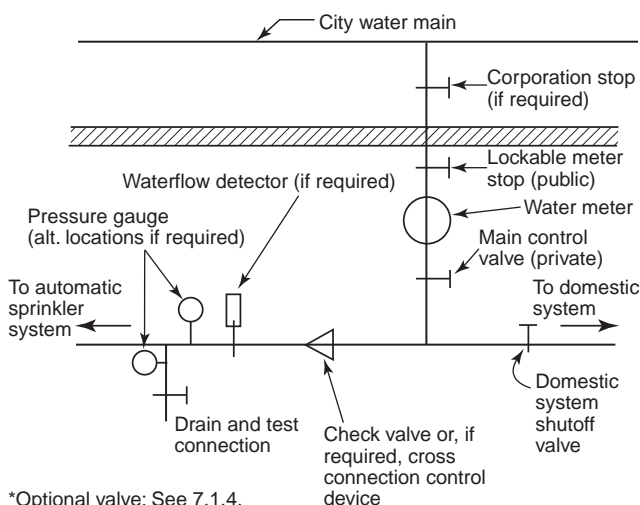 City water main
Corporation stop
(if required)
Lockable meter
stop (public)
Waterflow detector (if required)
Water meter
Pressure gauge
(alt. locations if required)
Main control
valve (private)
To automatic
sprinkler
system
To domestic
system
Drain and test
connection
Check valve or, if
required, cross
connection control
device
Domestic
system
shutoff
valve
*Optional valve: See 7.1.4.